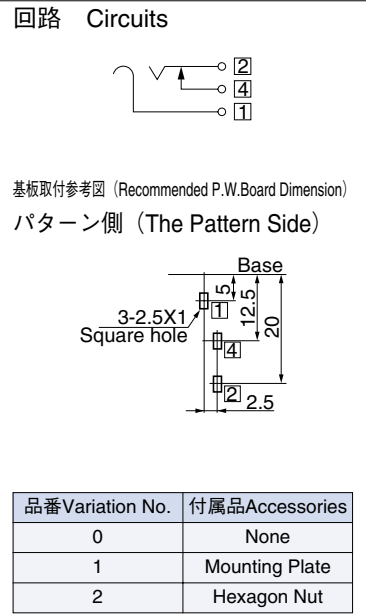 回路 Circuits
2
4
1
基板取付参考図（Recommended P.W.Board Dimension）
パターン側（The Pattern Side）
Base
5
12.5
20
3-2.5X1
Square hole
1
4
2
2.5
品番Variation No. 付属品Accessories
0 None
1 Mounting Plate
2 Hexagon Nut